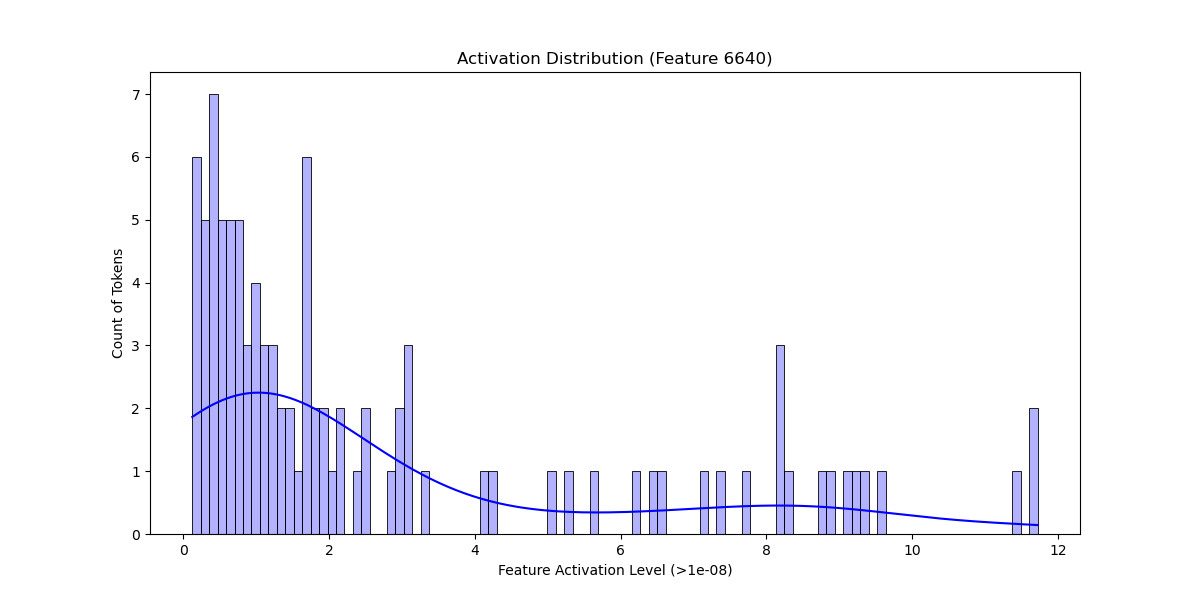 Activation Distribution (Feature 6640)
Count of Tokens
7
6
5
4
3
2
1
0
0 2 4 6 8 10 12
Feature Activation Level (>1e-08)